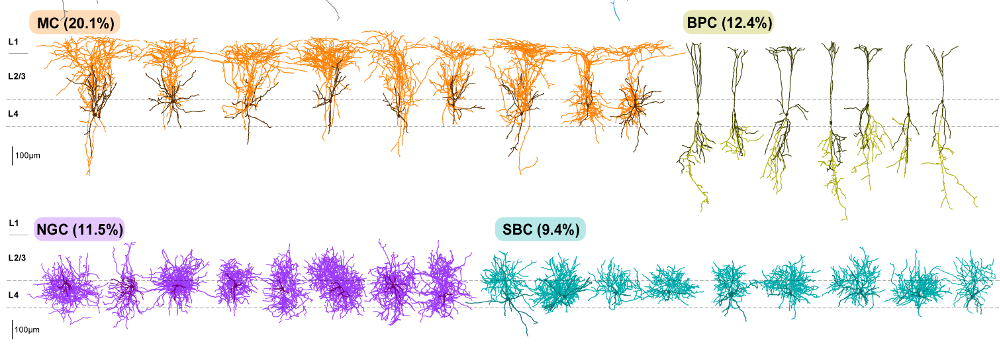 MC (20.1%)
BPC (12.4%)
L1
L2/3
L4
100µm
NGC (11.5%)
SBC (9.4%)
L1
L2/3
L4
100µm